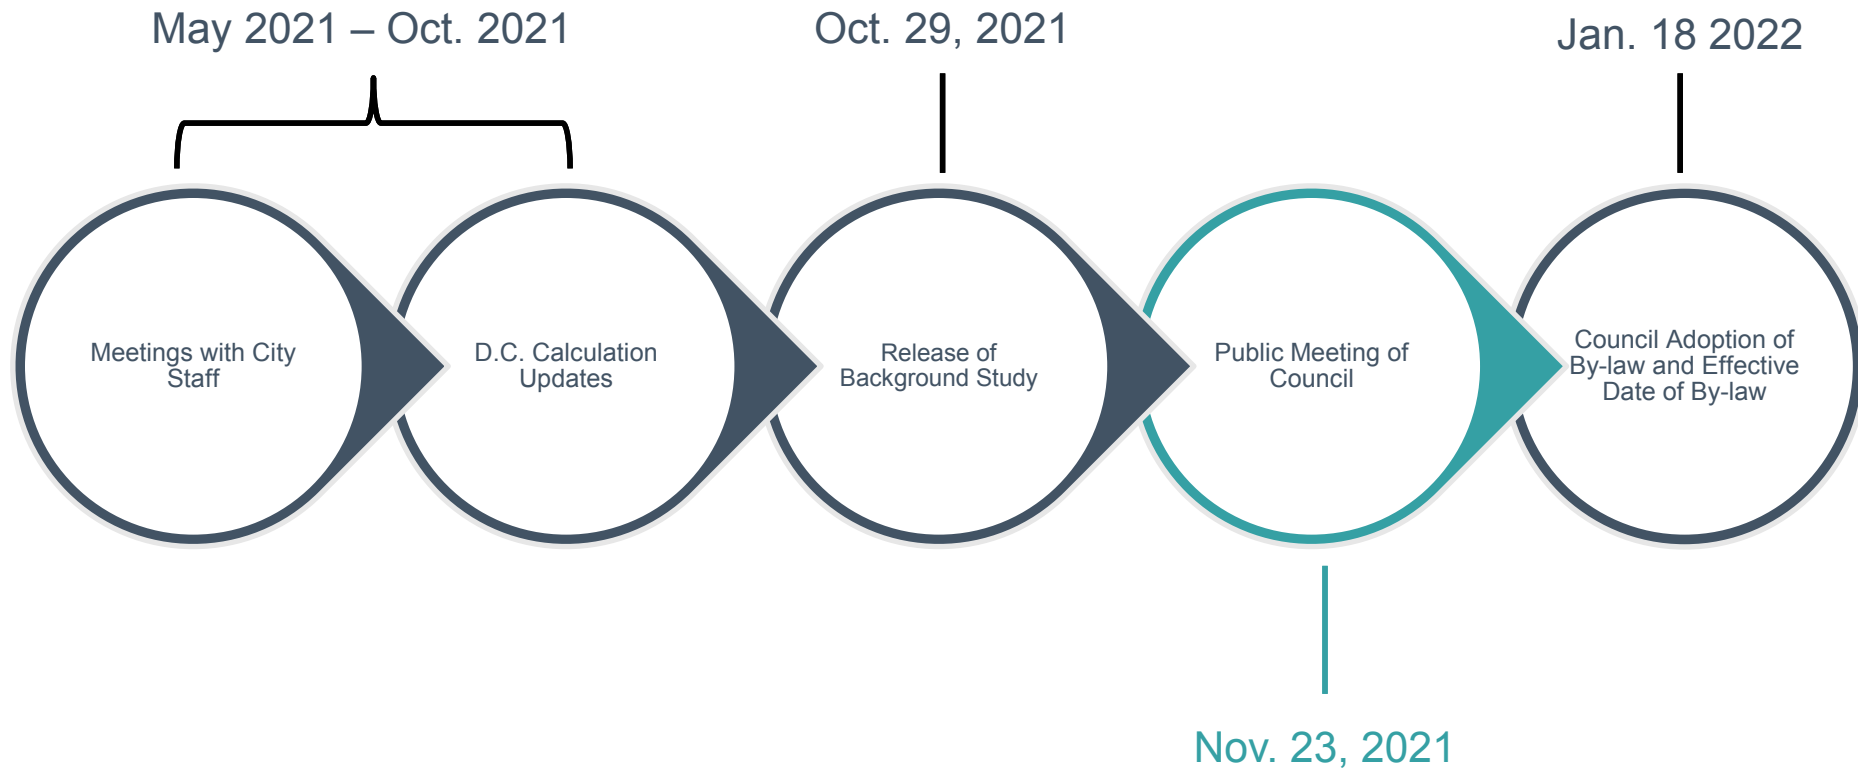 May 2021 – Oct. 2021
Oct. 29, 2021
Jan. 18 2022
Meetings with City
Staff
D.C. Calculation
Updates
Release of
Background Study
Public Meeting of
Council
Council Adoption of
By-law and Effective
Date of By-law
Nov. 23, 2021